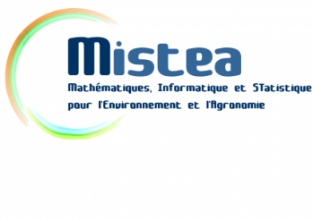 Mistea
Mathématiques, Informatique et STatistique
pour l'Environnement et l'Agronomie